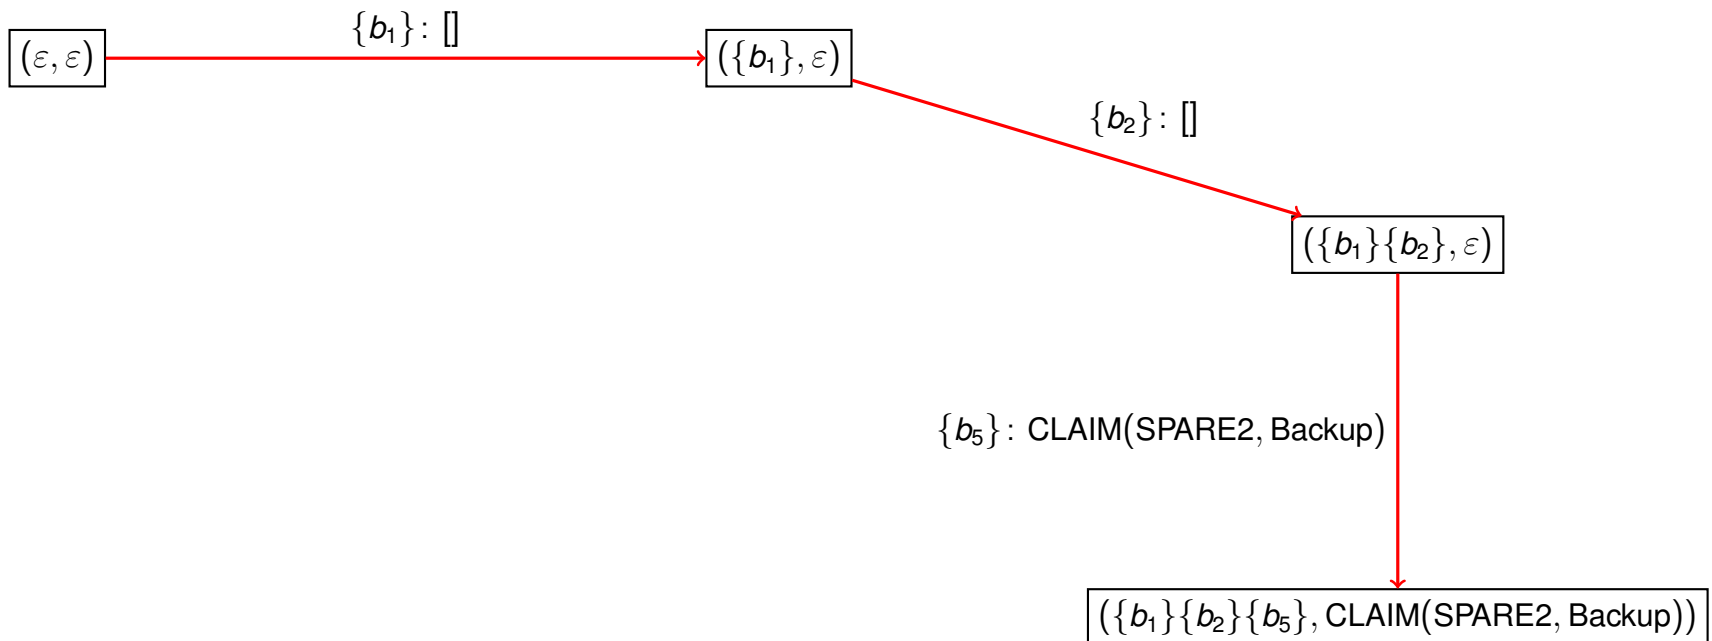 {b₁}: []
(ε, ε)
({b₁}, ε)
{b₂}: []
({b₁}{b₂}, ε)
{b₅}: CLAIM(SPARE2, Backup)
({b₁}{b₂}{b₅}, CLAIM(SPARE2, Backup))